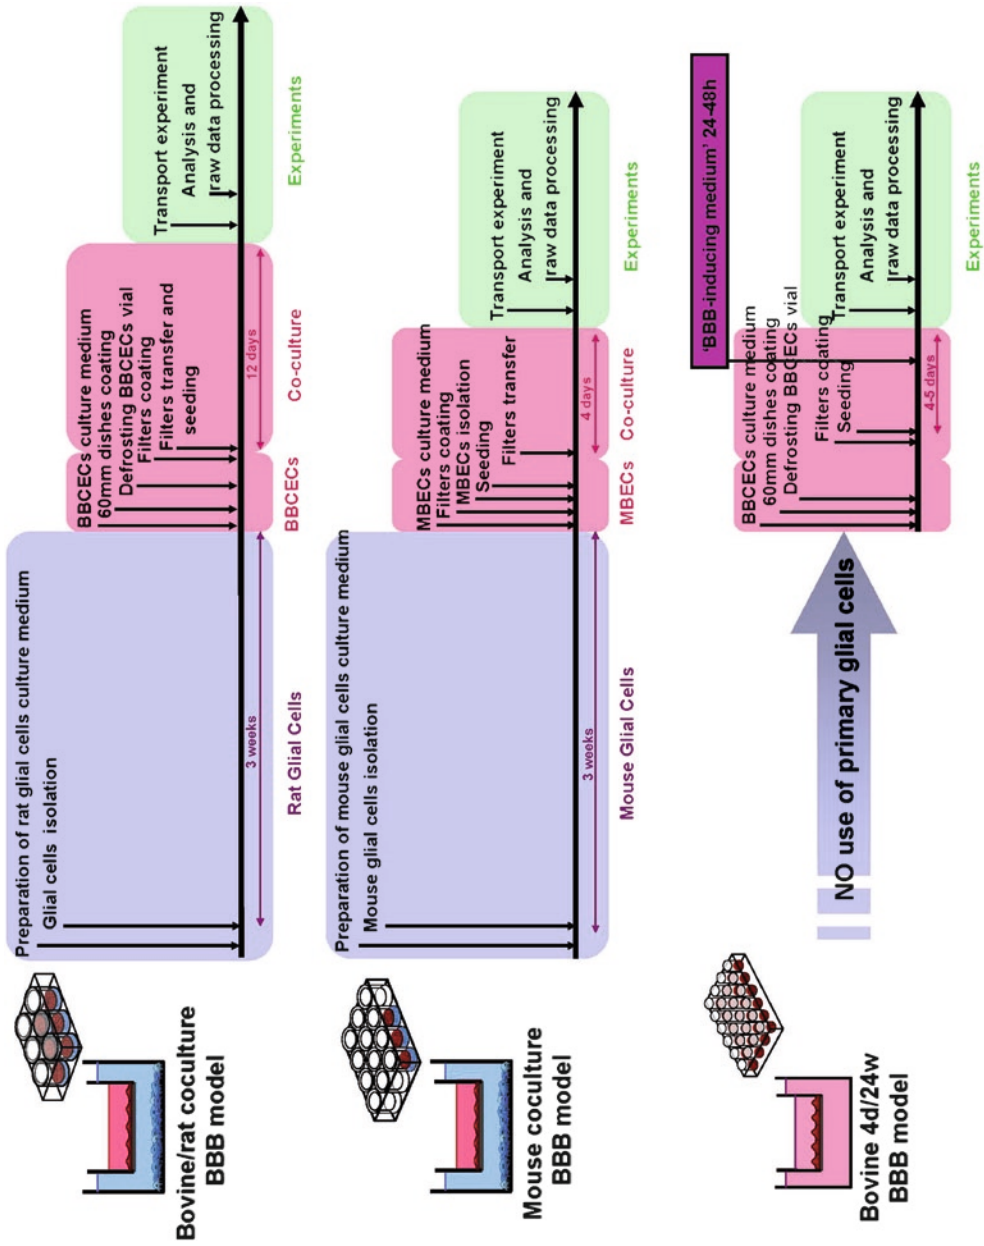 Bovine/rat coculture
BBB model
Preparation of rat glial cells culture medium
Glial cells isolation
3 weeks
Rat Glial Cells
BBCECs culture medium
60mm dishes coating
Defrosting BBCECs vial
Filters coating
Filters transfer and
seeding
BBCECs
12 days
Co-culture
Transport experiment
Analysis and
raw data processing
Experiments
Mouse coculture
BBB model
Preparation of mouse glial cells culture medium
Mouse glial cells isolation
3 weeks
Mouse Glial Cells
MBECs culture medium
Filters coating
MBECs isolation
Seeding
Filters transfer
MBECs
4 days
Co-culture
Transport experiment
Analysis and
raw data processing
Experiments
Bovine 4d/24w
BBB model
NO use of primary glial cells
'BBB-inducing medium' 24-48h
BBCECs culture medium
60mm dishes coating
Defrosting BBCECs vial
Filters coating
Seeding
4-5 days
Transport experiment
Analysis and
raw data processing
Experiments